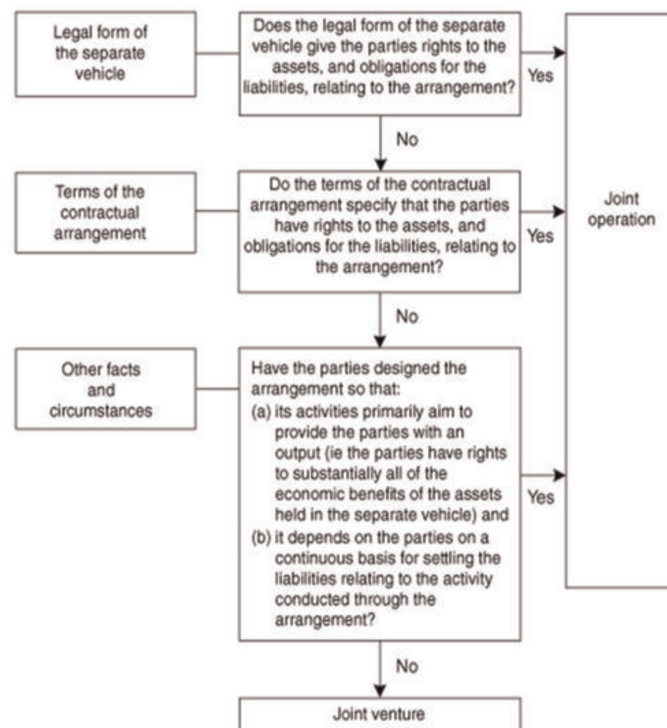 Legal form of
the separate
vehicle
Does the legal form of the separate
vehicle give the parties rights to the
assets, and obligations for the
liabilities, relating to the arrangement?
Yes
No
Terms of the
contractual
arrangement
Do the terms of the contractual
arrangement specify that the parties
have rights to the assets, and
obligations for the liabilities, relating to
the arrangement?
Yes
Joint
operation
No
Other facts
and
circumstances
Have the parties designed the
arrangement so that:
(a) its activities primarily aim to
provide the parties with an
output (ie the parties have rights
to substantially all of the
economic benefits of the assets
held in the separate vehicle) and
(b) it depends on the parties on a
continuous basis for settling the
liabilities relating to the activity
conducted through the
arrangement?
Yes
No
Joint venture